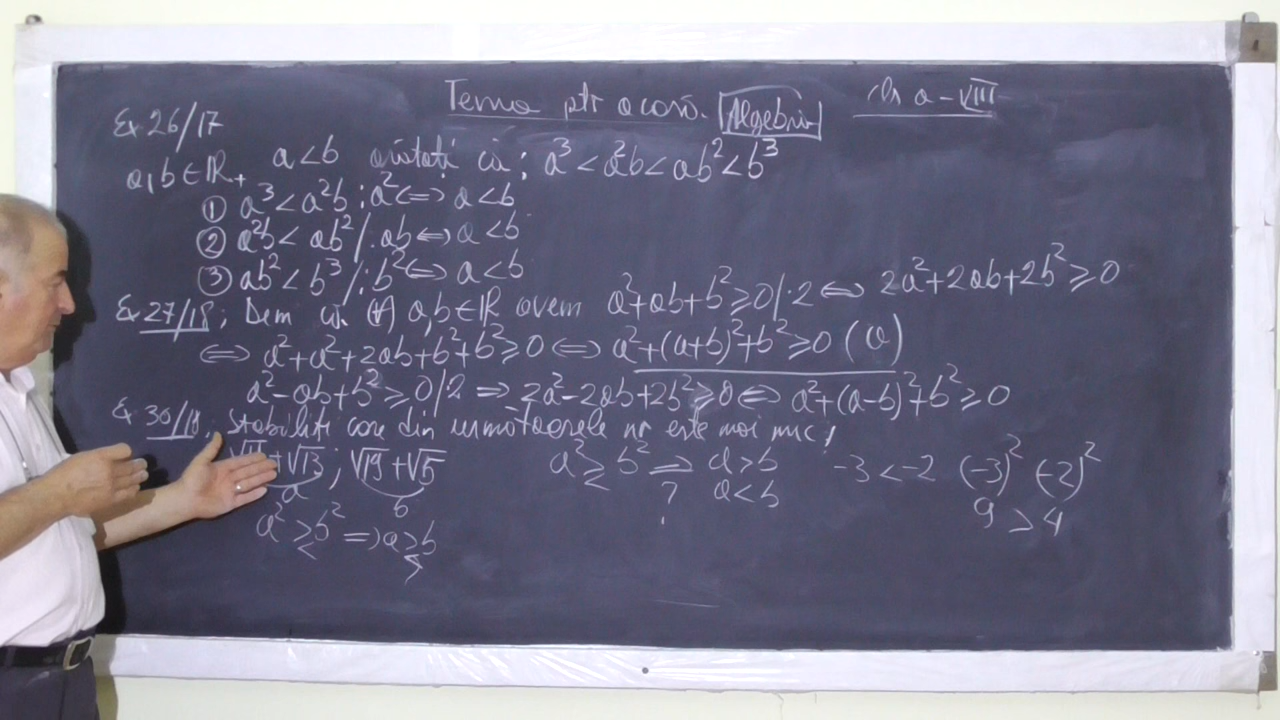 Tema ptr acasă. Algebra cls a-VIII
Ex 26/17
a,b∈R₊ a<b arătați că: a³<a²b<ab²<b³
① a³<a²b :a² ⇔ a<b
② a²b<ab² /:ab ⇔ a<b
③ ab²<b³ /:b² ⇔ a<b
Ex 27/18; Dem că (∀) a,b∈R avem a²+ab+b²≥0/·2 ⇔ 2a²+2ab+2b²≥0
⇔ a²+a²+2ab+b²+b²≥0 ⇔ a²+(a+b)²+b²≥0 (A)
a²-ab+b²≥0/·2 ⇒ 2a²-2ab+2b²≥0 ⇔ a²+(a-b)²+b²≥0
Ex 30/18; stabiliți care din urmatoarele nr este mai mic!
+√13; √19+√5 a²≥b² ⇒ a>b -3<-2 (-3)² (-2)²
a b < ? a<b 9 > 4
a²≥b² ⇒ a≥b
< <